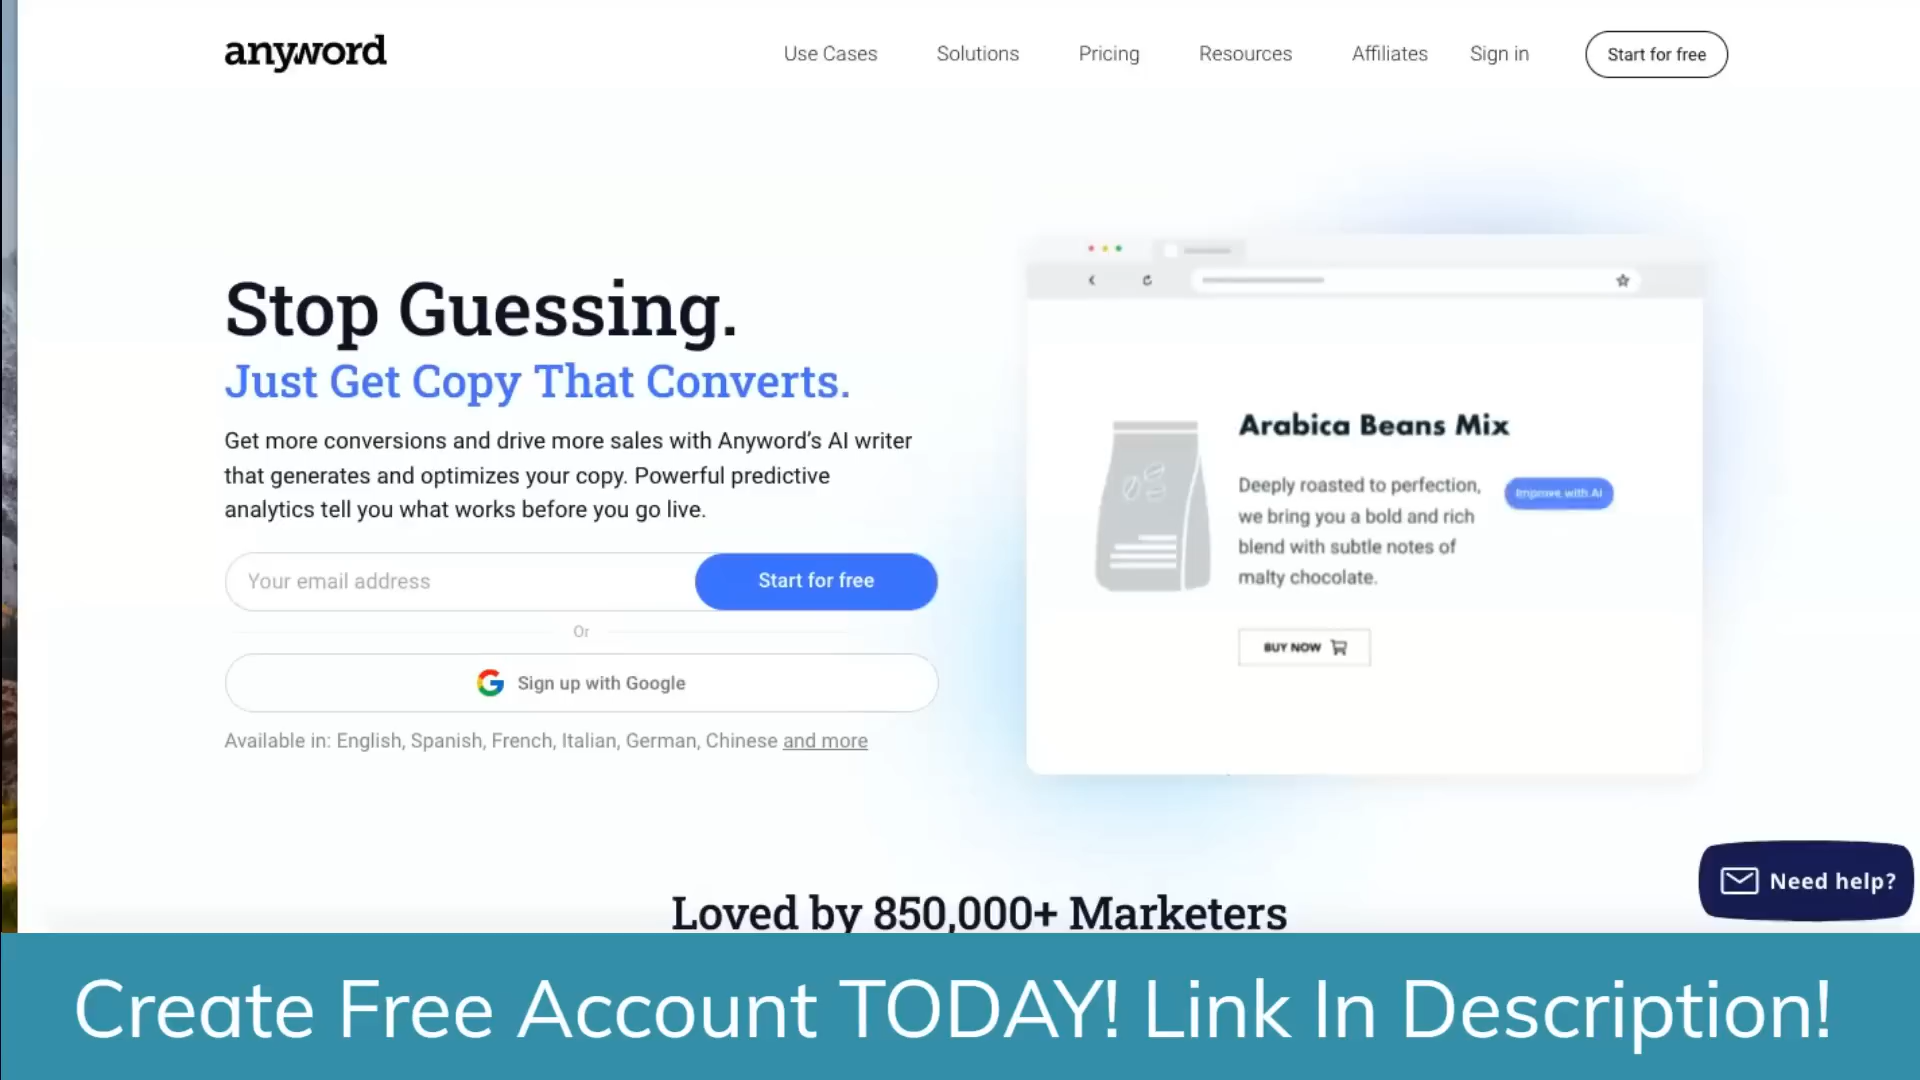 anyword
Use Cases
Solutions
Pricing
Resources
Affiliates
Sign in
Start for free
Stop Guessing.
Just Get Copy That Converts.
Get more conversions and drive more sales with Anyword’s AI writer
that generates and optimizes your copy. Powerful predictive
analytics tell you what works before you go live.
Your email address
Start for free
Or
Sign up with Google
Available in: English, Spanish, French, Italian, German, Chinese and more
Arabica Beans Mix
Deeply roasted to perfection,
we bring you a bold and rich
blend with subtle notes of
malty chocolate.
Improve with AI
BUY NOW
Need help?
Loved by 850,000+ Marketers
Create Free Account TODAY! Link In Description!